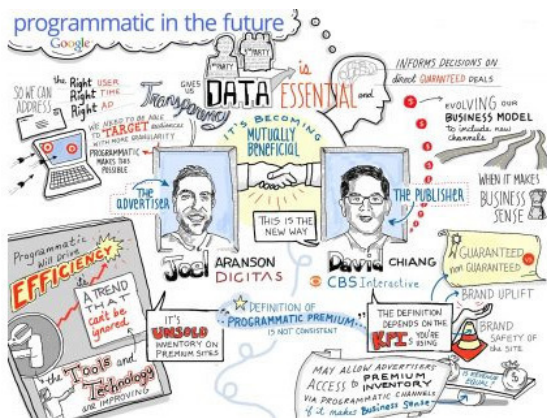 programmatic in the future
Google
1ST PARTY
3RD PARTY
SO WE CAN
ADDRESS
the Right USER
Right TIME
Right AD
Transparency
GIVES US
DATA is
ESSENTIAL and
INFORMS DECISIONS ON
direct GUARANTEED DEALS
WE NEED TO BE ABLE
TO TARGET AUDIENCES
WITH MORE GRANULARITY
PROGRAMMATIC
MAKES THIS
POSSIBLE
IT'S BECOMING
MUTUALLY
BENEFICIAL
EVOLVING OUR
BUSINESS MODEL
to include new
channels
WHEN IT MAKES
BUSINESS
SENSE
The
ADVERTISER
THE PUBLISHER
THIS IS THE
NEW WAY
Joel ARANSON
DIGITAS
David CHIANG
CBS Interactive
Programmatic
Will Drive
EFFICIENCY
is
A TREND
THAT
can't be
ignored
the Tools and
Technology
are IMPROVING
IT'S
UNSOLD
INVENTORY ON
PREMIUM SITES
DEFINITION OF
"PROGRAMMATIC PREMIUM"
IS NOT CONSISTENT
THE DEFINITION
DEPENDS ON THE
KPI's YOU'RE
USING
GUARANTEED VS
non GUARANTEED
BRAND UPLIFT
BRAND
SAFETY OF
the SITE
MAY ALLOW ADVERTISERS
ACCESS to PREMIUM
INVENTORY
VIA PROGRAMMATIC CHANNELS
if it makes Business Sense